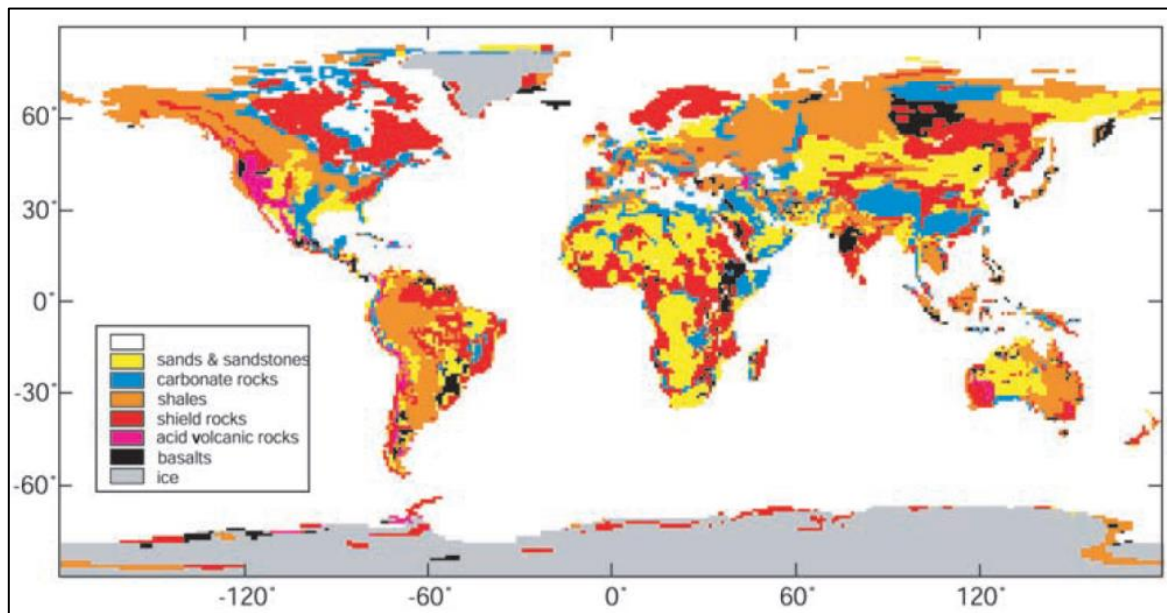 60°
30°
0°
-30°
-60°
sands & sandstones
carbonate rocks
shales
shield rocks
acid volcanic rocks
basalts
ice
-120° -60° 0° 60° 120°